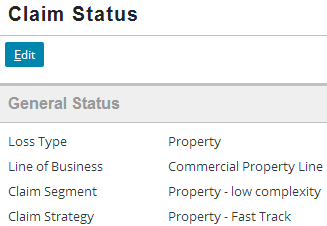 Claim Status
Edit
General Status
Loss Type Property
Line of Business Commercial Property Line
Claim Segment Property - low complexity
Claim Strategy Property - Fast Track